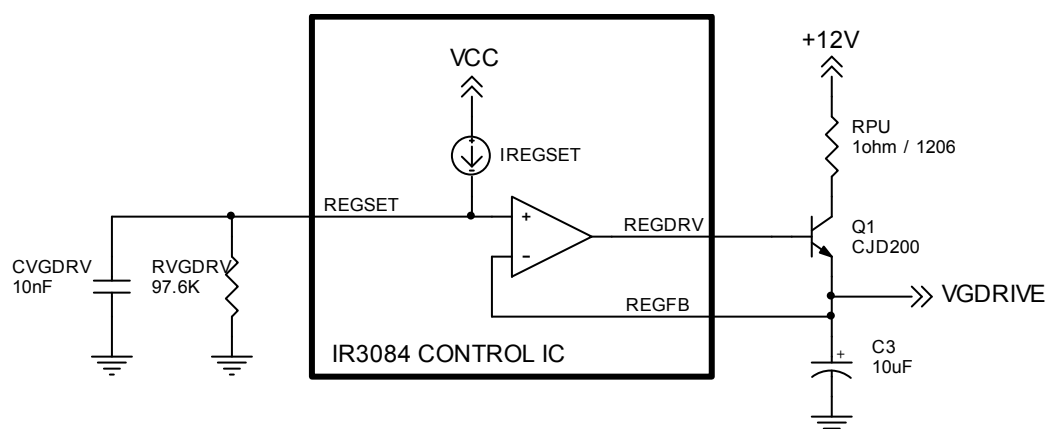 +12V
VCC
RPU
1ohm / 1206
IREGSET
REGSET
+
REGDRV
Q1
CJD200
CVGDRV
10nF
RVGDRV
97.6K
-
VGDRIVE
REGFB
IR3084 CONTROL IC
+
C3
10uF